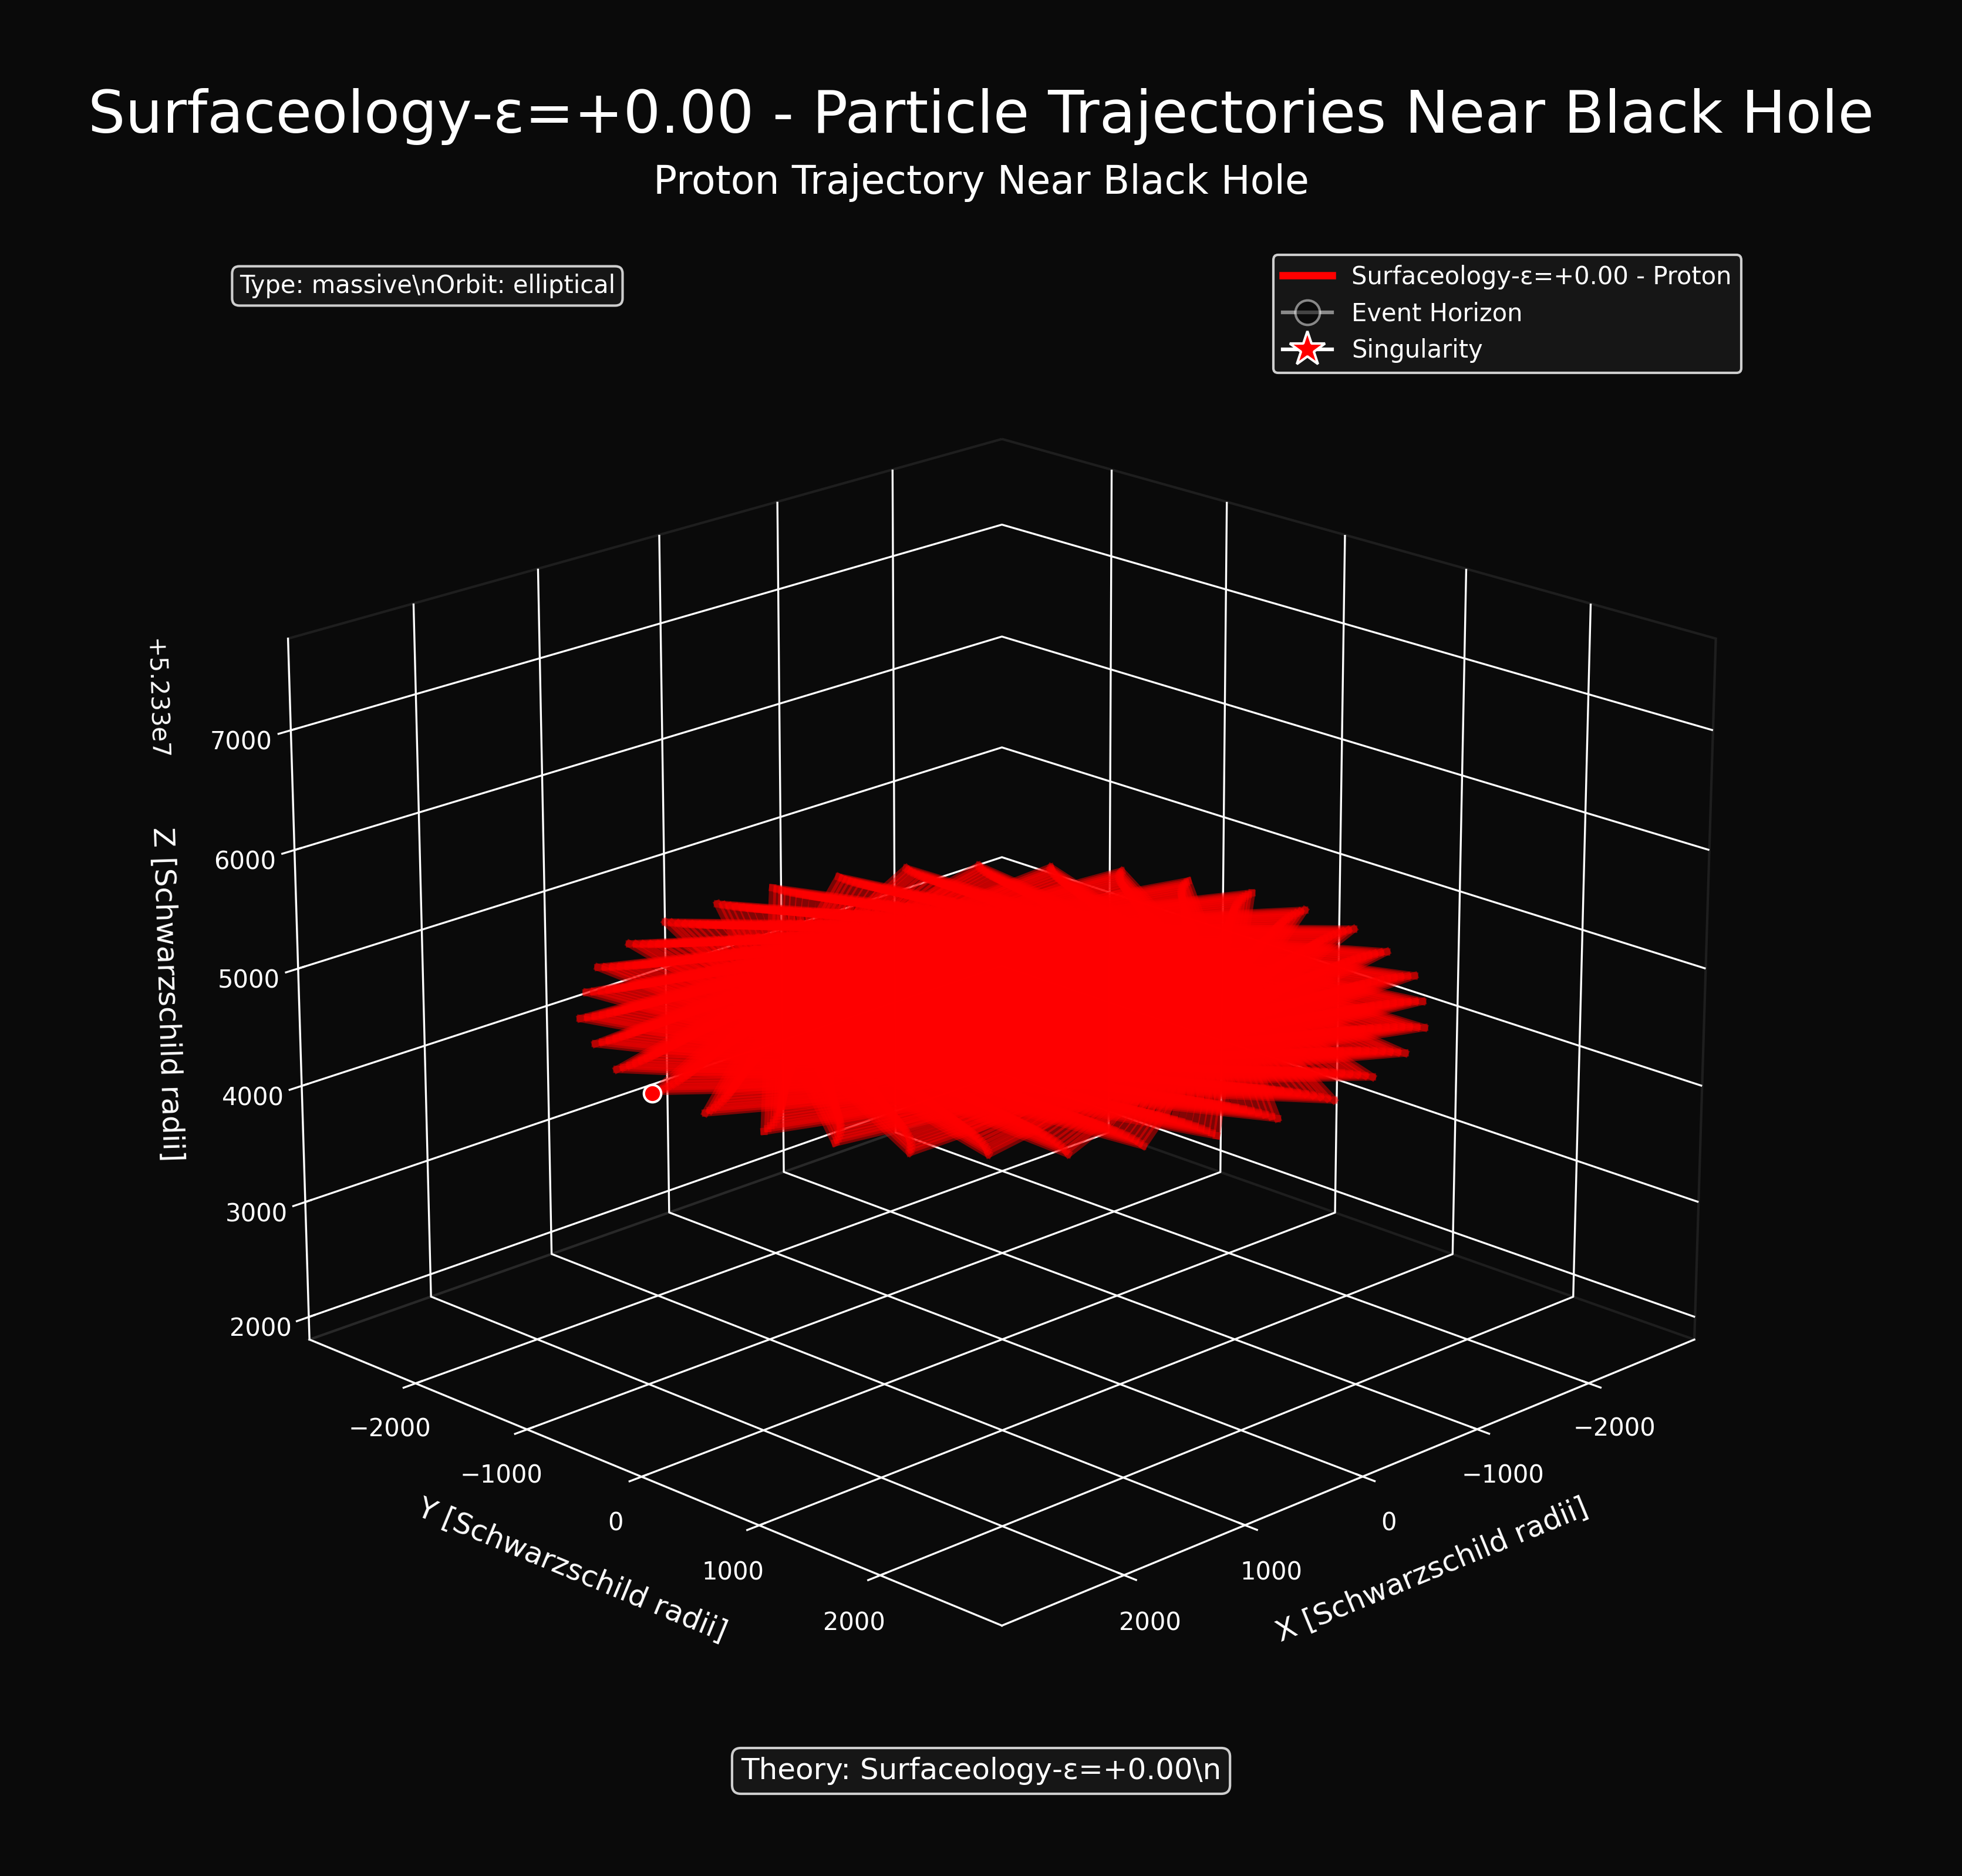 Surfaceology-ε=+0.00 - Particle Trajectories Near Black Hole
Proton Trajectory Near Black Hole
Type: massive\nOrbit: elliptical
Surfaceology-ε=+0.00 - Proton
Event Horizon
Singularity
+5.233e7
Z [Schwarzschild radii]
7000
6000
5000
4000
3000
2000
−2000
−1000
0
1000
2000
Y [Schwarzschild radii]
2000
1000
0
−1000
−2000
X [Schwarzschild radii]
Theory: Surfaceology-ε=+0.00\n